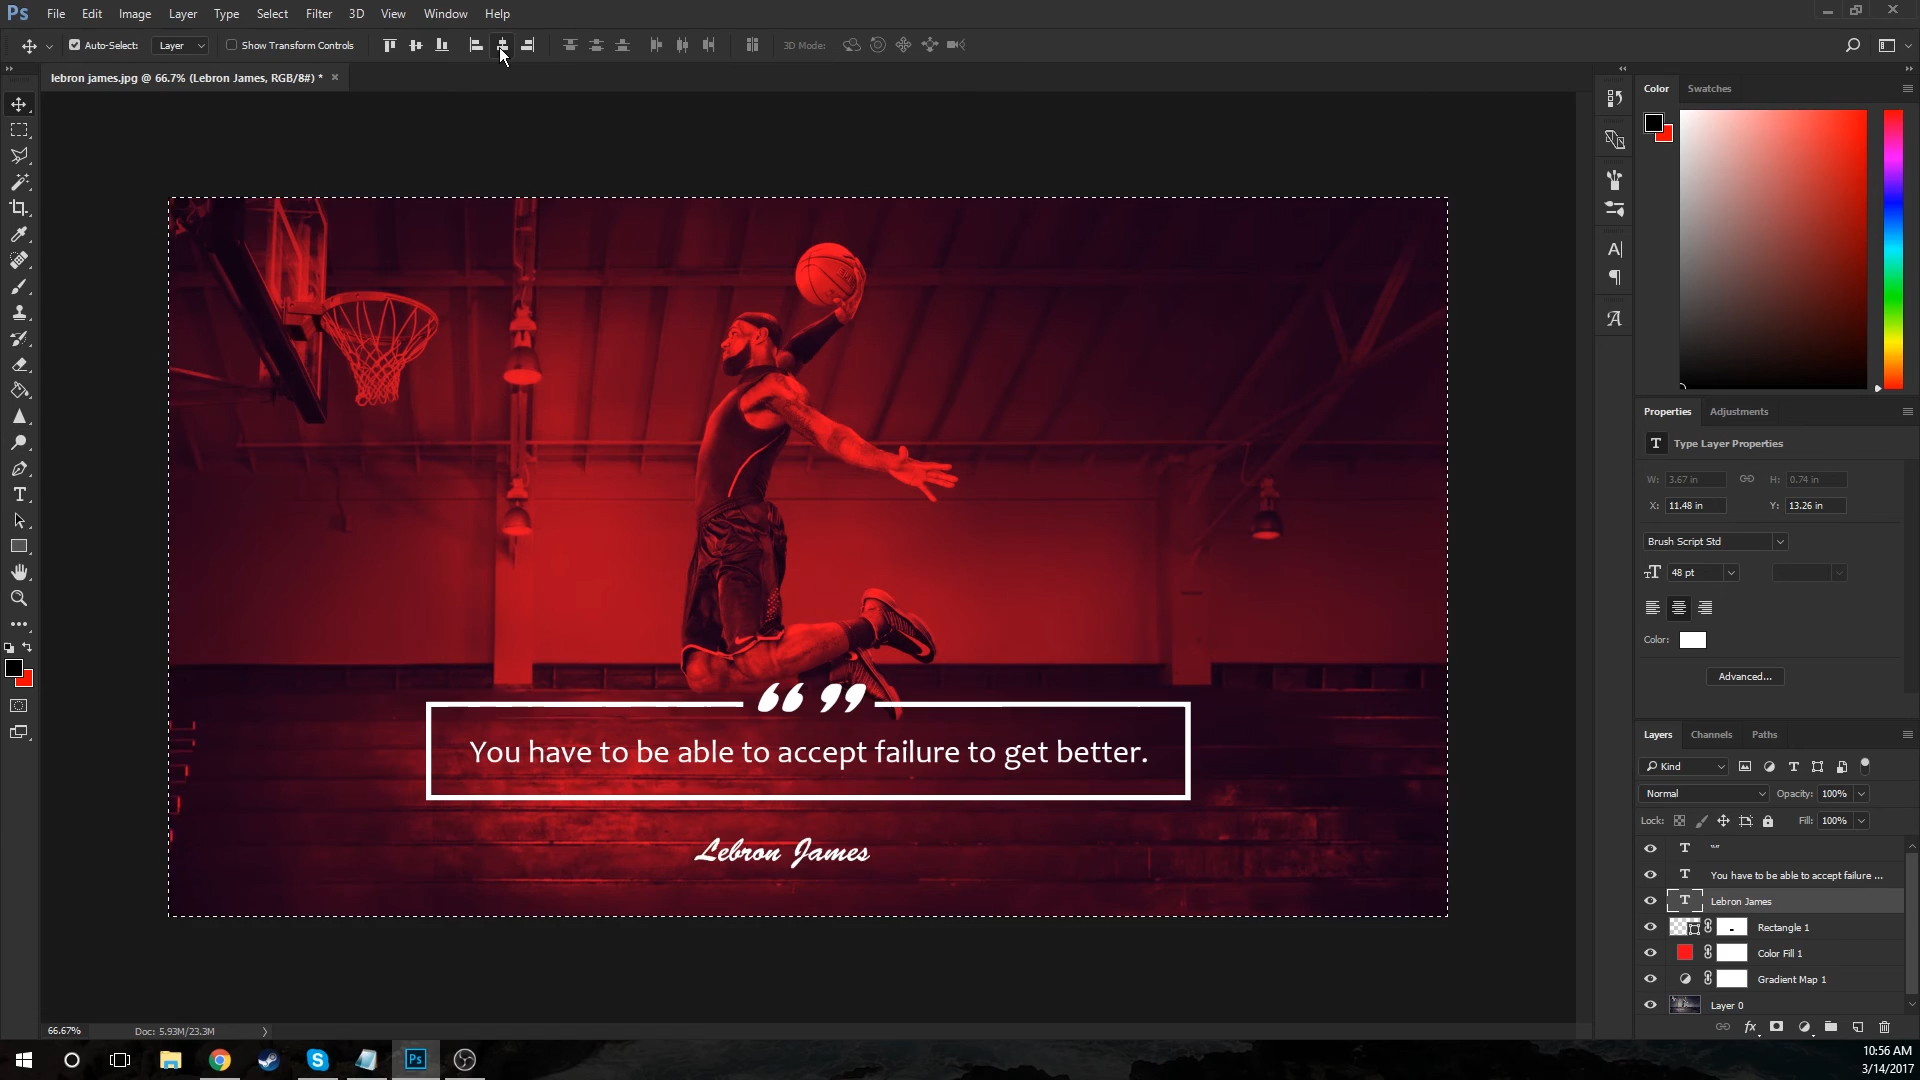 Ps File Edit Image Layer Type Select Filter 3D View Window Help
Auto-Select: Layer Show Transform Controls 3D Mode:
lebron james.jpg @ 66.7% (Lebron James, RGB/8#) * ×
Color Swatches
Properties Adjustments
T Type Layer Properties
W: 3.67 in H: 0.74 in
X: 11.48 in Y: 13.26 in
Brush Script Std
48 pt
Color:
Advanced...
“”
You have to be able to accept failure to get better.
Lebron James
Layers Channels Paths
Kind
Normal Opacity: 100%
Lock: Fill: 100%
T “”
T You have to be able to accept failure ...
T Lebron James
Rectangle 1
Color Fill 1
Gradient Map 1
Layer 0
66.67% Doc: 5.93M/23.3M
Ps
10:56 AM
3/14/2017